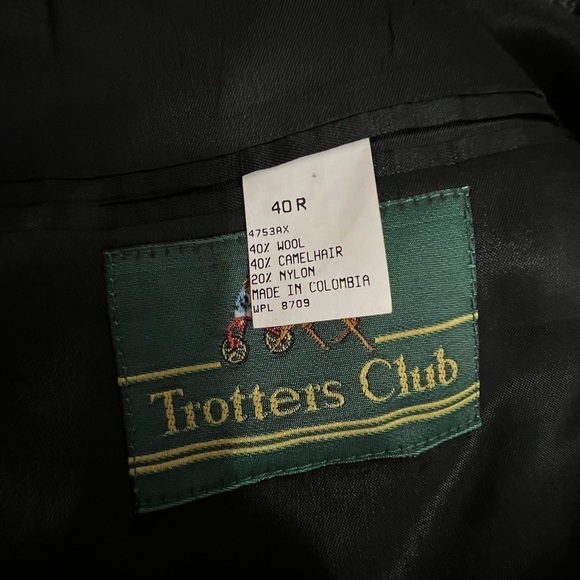 40 R
4753AX
40% WOOL
40% CAMELHAIR
20% NYLON
MADE IN COLOMBIA
WPL 8709
Trotters Club